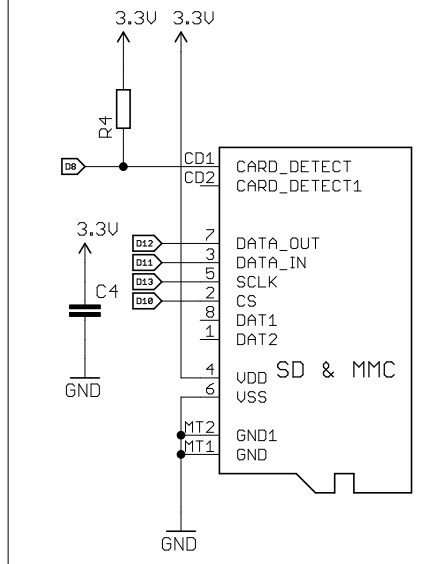 3.3V 3.3V
R4
D8 CD1 CARD_DETECT
CD2 CARD_DETECT1
3.3V
D12 7 DATA_OUT
D11 3 DATA_IN
D13 5 SCLK
C4
D10 2 CS
8 DAT1
1 DAT2
SD & MMC
4 VDD
GND
6 VSS
MT2 GND1
MT1 GND
GND